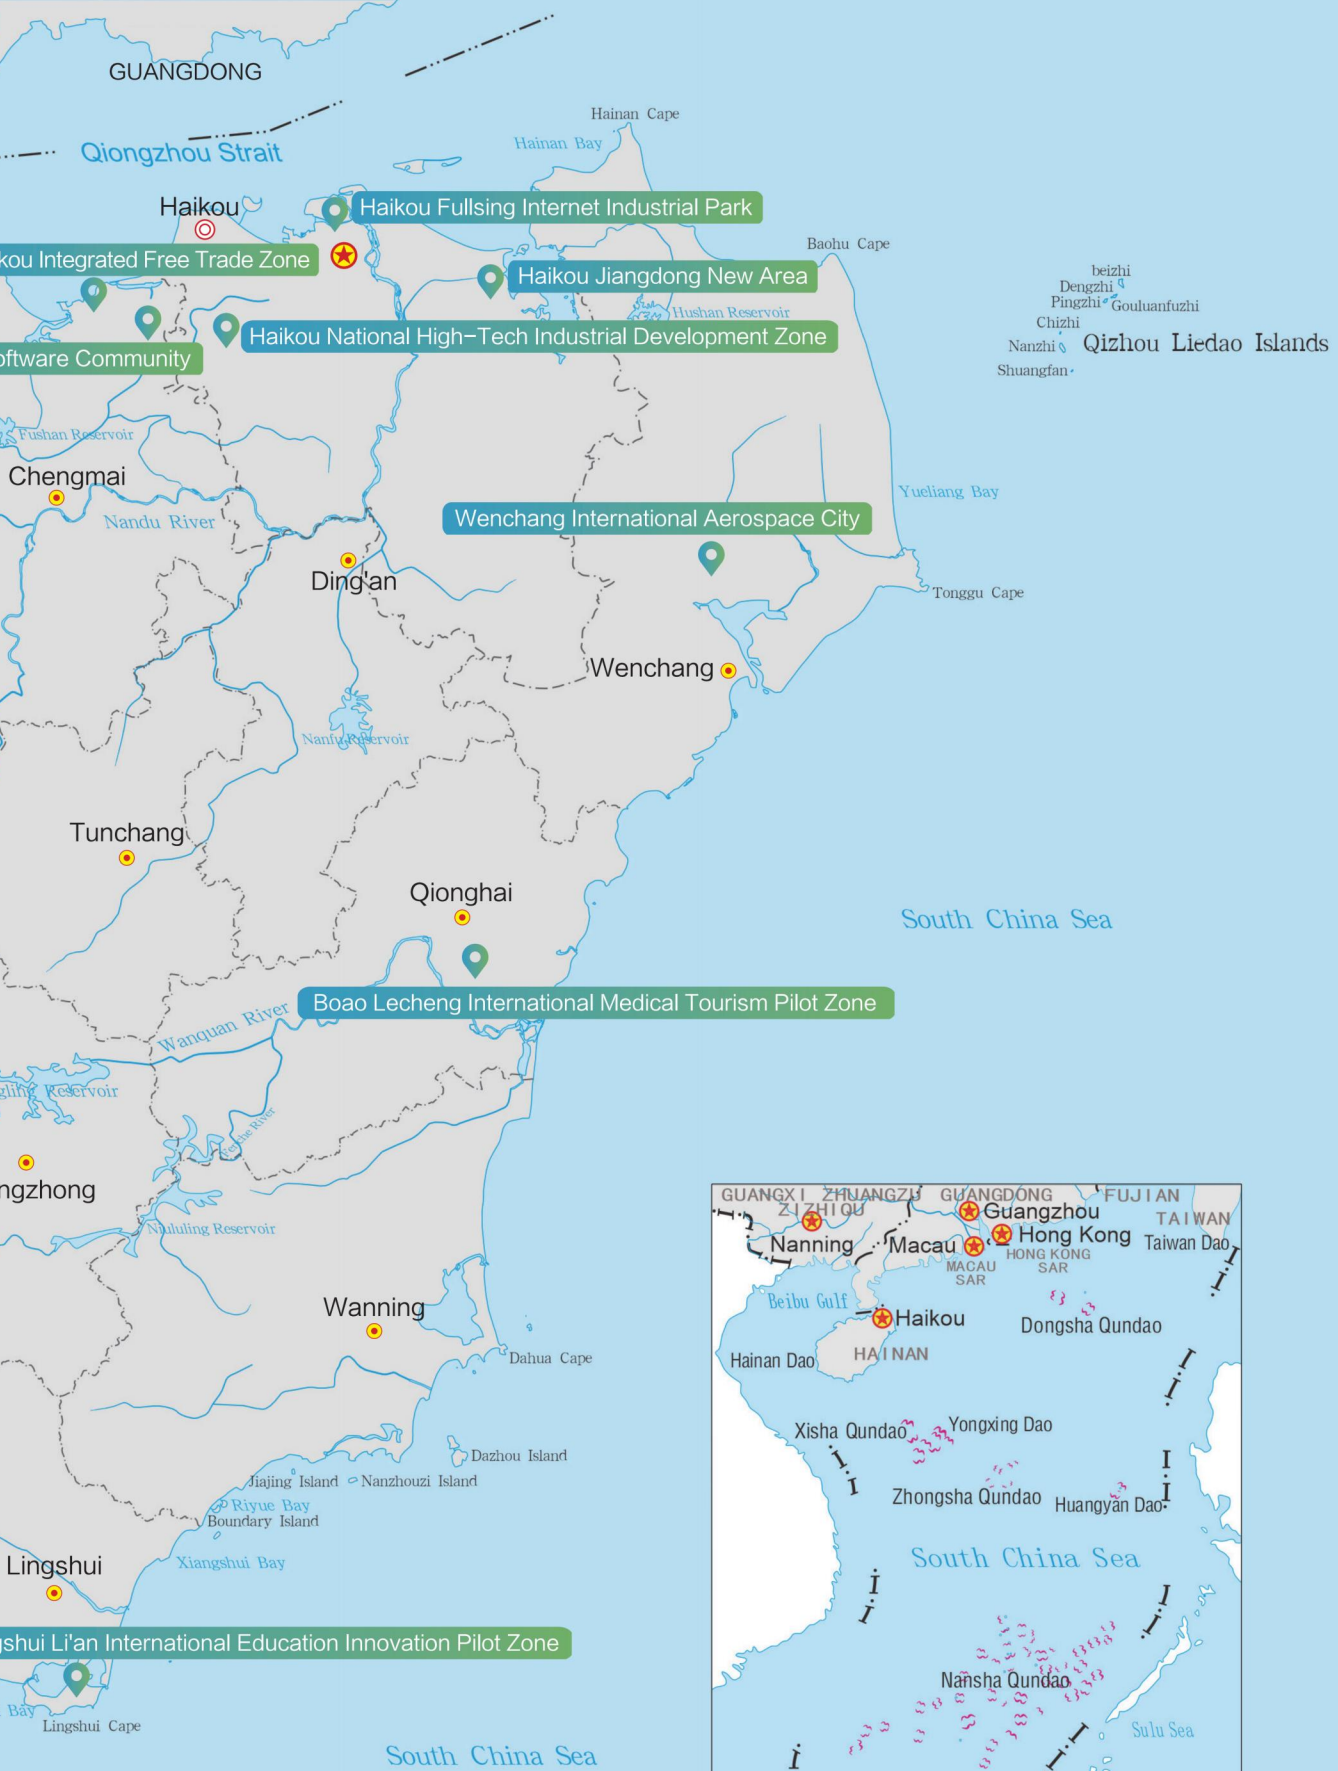 GUANGDONG
Hainan Cape
Hainan Bay
Qiongzhou Strait
Haikou
Haikou Fullsing Internet Industrial Park
Baohu Cape
kou Integrated Free Trade Zone
Haikou Jiangdong New Area
beizhi
Dengzhi
Pingzhi
Gouluanfuzhi
Hushan Reservoir
Chizhi
Haikou National High-Tech Industrial Development Zone
Nanzhi
Qizhou Liedao Islands
oftware Community
Shuangfan
Fushan Reservoir
Chengmai
Yueliang Bay
Nandu River
Wenchang International Aerospace City
Ding'an
Tonggu Cape
Wenchang
Nanfu Reservoir
Tunchang
Qionghai
South China Sea
Boao Lecheng International Medical Tourism Pilot Zone
Wanquan River
gling Reservoir
ngzhong
Niululing Reservoir
Wanning
Dahua Cape
Dazhou Island
Jiajing Island
Nanzhouzi Island
Riyue Bay
Boundary Island
Xiangshui Bay
Lingshui
gshui Li'an International Education Innovation Pilot Zone
Bay
Lingshui Cape
South China Sea
GUANGXI ZHUANGZU
ZIZHIQU
GUANGDONG
FUJIAN
Guangzhou
TAIWAN
Nanning
Macau
Hong Kong
Taiwan Dao
HONG KONG
SAR
MACAU
SAR
Beibu Gulf
Haikou
Dongsha Qundao
Hainan Dao
HAINAN
Xisha Qundao
Yongxing Dao
Zhongsha Qundao
Huangyan Dao
South China Sea
Nansha Qundao
Sulu Sea